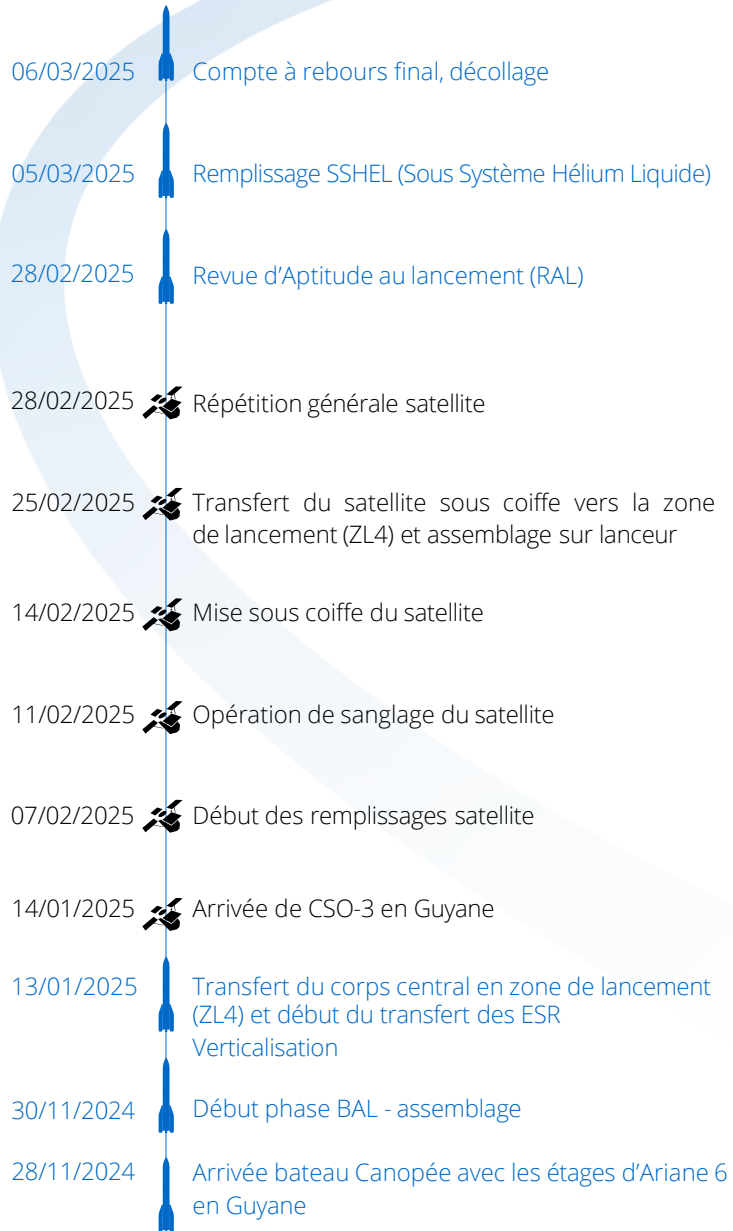 06/03/2025 Compte à rebours final, décollage
05/03/2025 Remplissage SSHEL (Sous Système Hélium Liquide)
28/02/2025 Revue d’Aptitude au lancement (RAL)
28/02/2025 Répétition générale satellite
25/02/2025 Transfert du satellite sous coiffe vers la zone
de lancement (ZL4) et assemblage sur lanceur
14/02/2025 Mise sous coiffe du satellite
11/02/2025 Opération de sanglage du satellite
07/02/2025 Début des remplissages satellite
14/01/2025 Arrivée de CSO-3 en Guyane
13/01/2025 Transfert du corps central en zone de lancement
(ZL4) et début du transfert des ESR
Verticalisation
30/11/2024 Début phase BAL - assemblage
28/11/2024 Arrivée bateau Canopée avec les étages d’Ariane 6
en Guyane